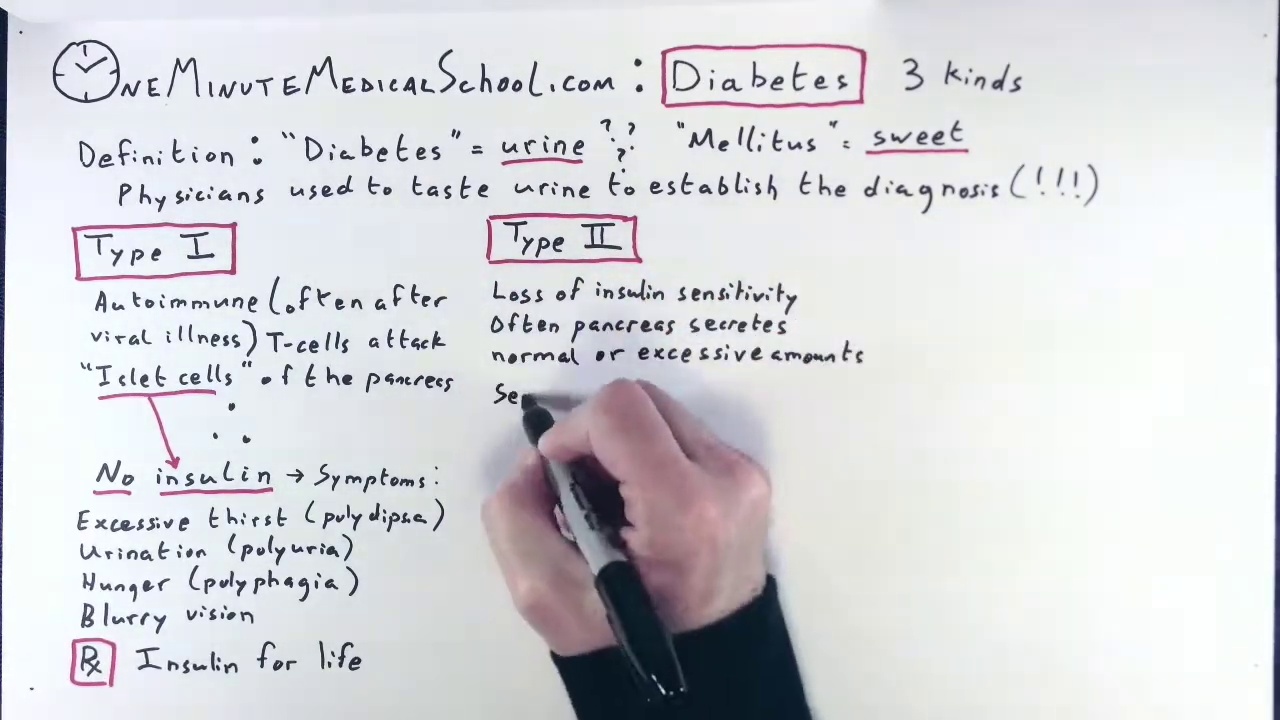 OneMinuteMedicalSchool.com : Diabetes 3 kinds
Definition : "Diabetes" = urine ??? "Mellitus" = sweet
Physicians used to taste urine to establish the diagnosis (!!!)
Type I
Autoimmune (often after
viral illness) T-cells attack
"Islet cells" of the pancreas
No insulin → Symptoms:
Excessive thirst (polydipsia)
Urination (polyuria)
Hunger (polyphagia)
Blurry vision
Rx Insulin for life
Type II
Loss of insulin sensitivity
Often pancreas secretes
normal or excessive amounts
Se